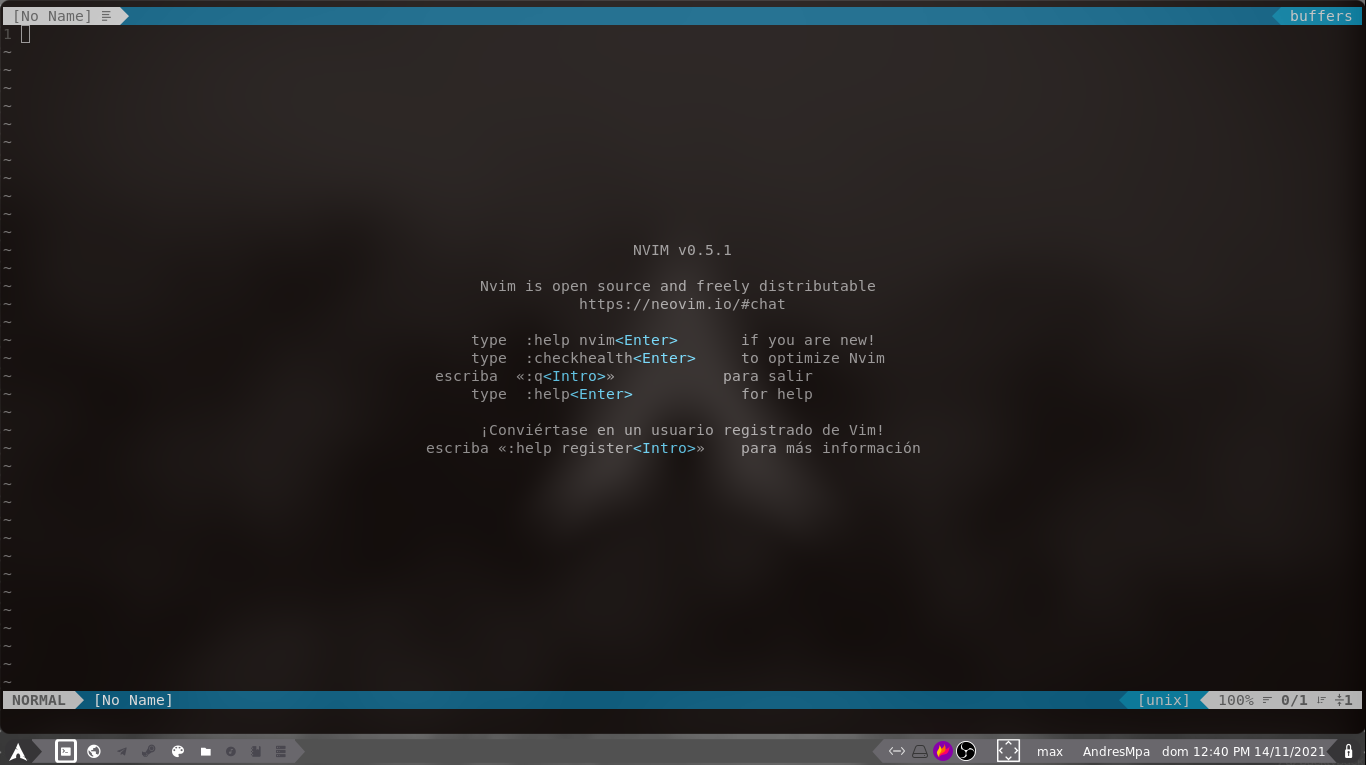 [No Name] buffers
1
~
~
~
~
~
~
~
~
~
~
~
~ NVIM v0.5.1
~
~ Nvim is open source and freely distributable
~ https://neovim.io/#chat
~
~ type :help nvim<Enter> if you are new!
~ type :checkhealth<Enter> to optimize Nvim
~ escriba «:q<Intro>» para salir
~ type :help<Enter> for help
~
~ ¡Conviértase en un usuario registrado de Vim!
~ escriba «:help register<Intro>» para más información
~
~
~
~
~
~
~
~
~
~
~
~
~
NORMAL [No Name] [unix] 100% 0/1 1
max AndresMpa dom 12:40 PM 14/11/2021